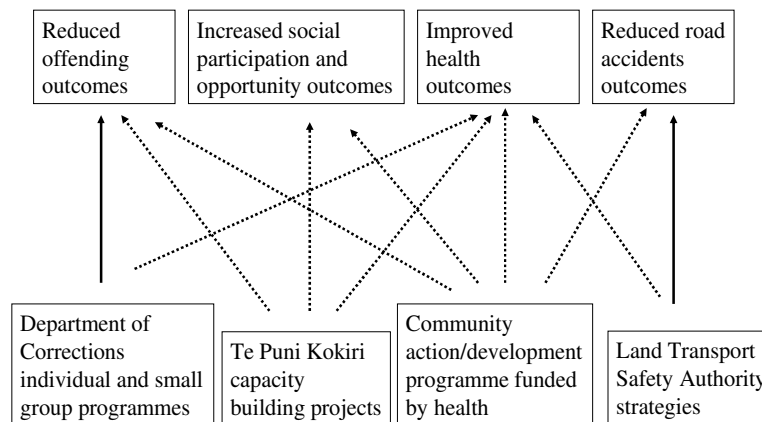 Reduced
offending
outcomes
Increased social
participation and
opportunity outcomes
Improved
health
outcomes
Reduced road
accidents
outcomes
Department of
Corrections
individual and small
group programmes
Te Puni Kokiri
capacity
building projects
Community
action/development
programme funded
by health
Land Transport
Safety Authority
strategies